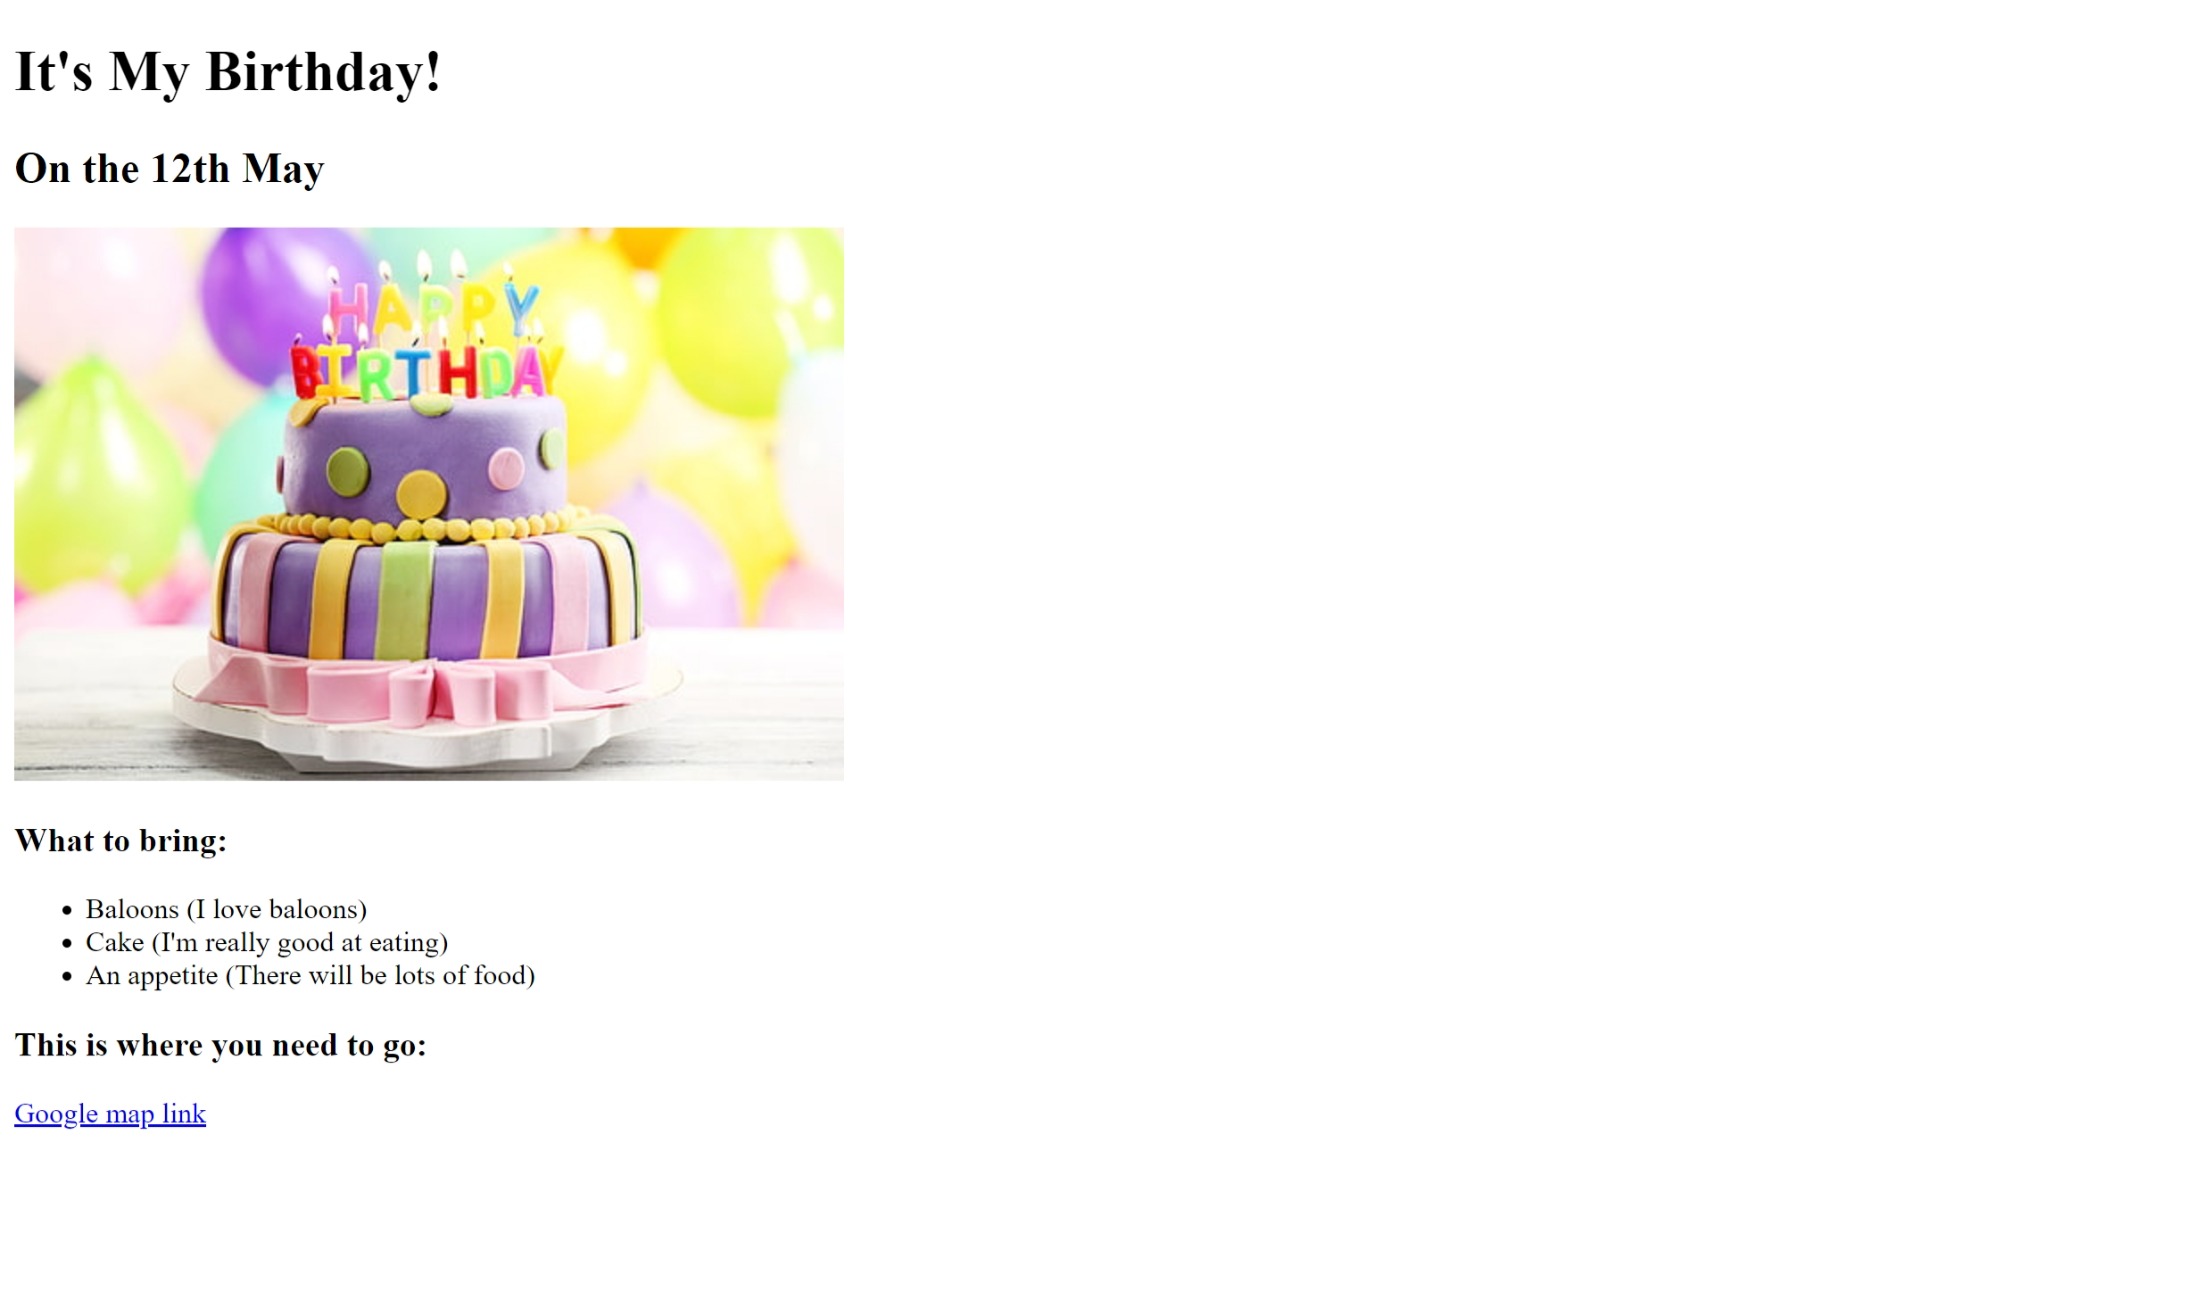 It's My Birthday!
On the 12th May
HAPPY
BIRTHDAY
What to bring:
Baloons (I love baloons)
Cake (I'm really good at eating)
An appetite (There will be lots of food)
This is where you need to go:
Google map link